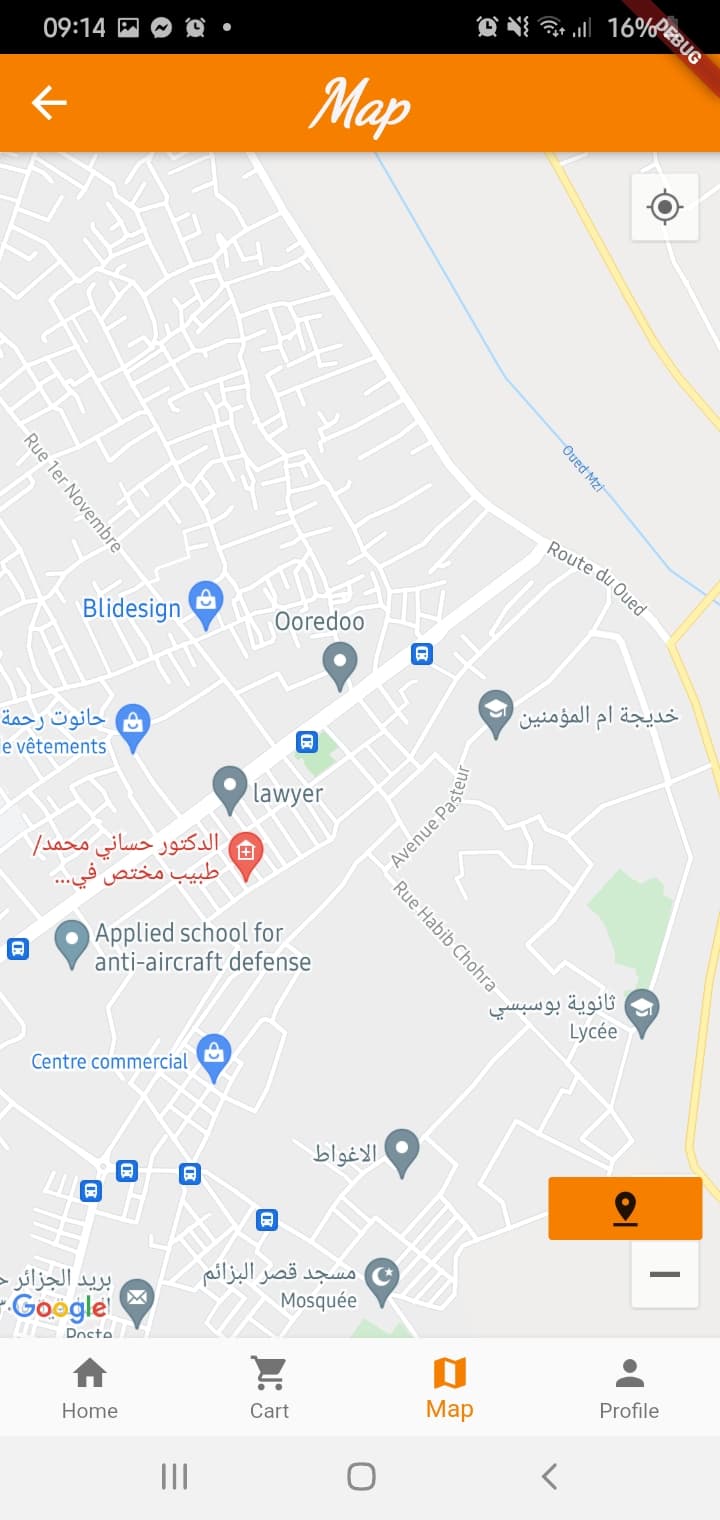 09:14
16%
DEBUG
Map
Rue 1er Novembre
Oued Mzi
Route du Oued
Blidesign
Ooredoo
حانوت رحمة
e vêtements
خديجة ام المؤمنين
lawyer
Avenue Pasteur
الدكتور حساني محمد/
طبيب مختص في...
Rue Habib Chohra
Applied school for
anti-aircraft defense
ثانوية بوسبسي
Lycée
Centre commercial
الاغواط
بريد الجزائر
مسجد قصر البزائم
Mosquée
Google
Poste
Home
Cart
Map
Profile